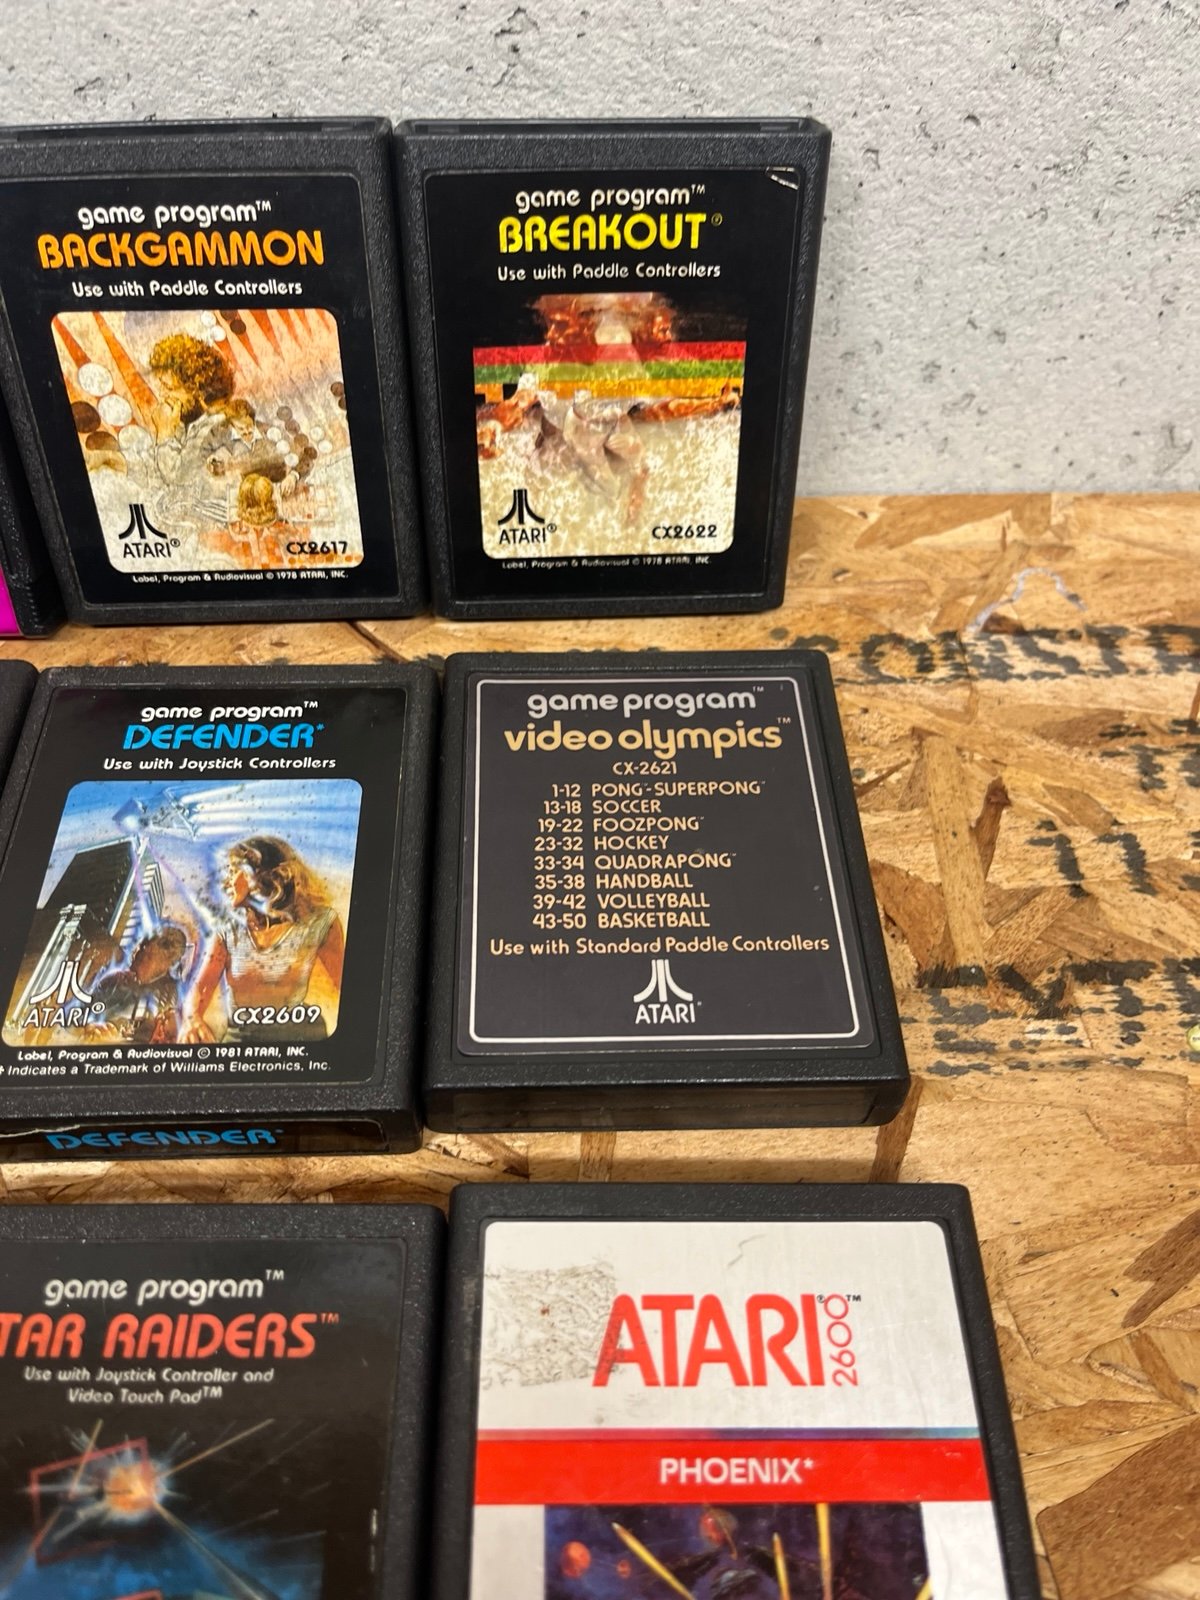 game program™
BACKGAMMON
Use with Paddle Controllers
ATARI®
CX2617
Label, Program & Audiovisual © 1978 ATARI, INC.
game program™
BREAKOUT®
Use with Paddle Controllers
ATARI®
CX2622
Label, Program & Audiovisual © 1978 ATARI, INC.
game program™
DEFENDER*
Use with Joystick Controllers
ATARI®
CX2609
Label, Program & Audiovisual © 1981 ATARI, INC.
* Indicates a Trademark of Williams Electronics, Inc.
DEFENDER*
game program™
video olympics™
CX-2621
1-12 PONG™-SUPERPONG™
13-18 SOCCER
19-22 FOOZPONG™
23-32 HOCKEY
33-34 QUADRAPONG™
35-38 HANDBALL
39-42 VOLLEYBALL
43-50 BASKETBALL
Use with Standard Paddle Controllers
ATARI™
game program™
TAR RAIDERS™
Use with Joystick Controller and
Video Touch Pad™
ATARI® 2600™
PHOENIX*